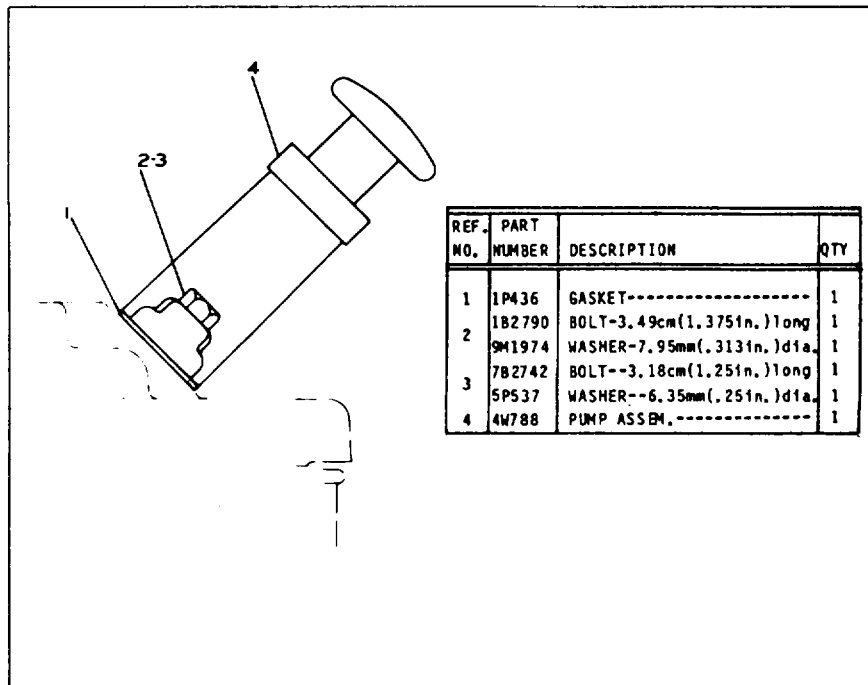 4
2-3
1
REF. NO. PART NUMBER DESCRIPTION QTY
1 1P436 GASKET-------------------- 1
2 1B2790 BOLT-3.49cm(1.375in.)long 1
9M1974 WASHER-7.95mm(.313in.)dia. 1
3 7B2742 BOLT--3.18cm(1.25in.)long 1
5P537 WASHER--6.35mm(.25in.)dia. 1
4 4W788 PUMP ASSEM.--------------- 1